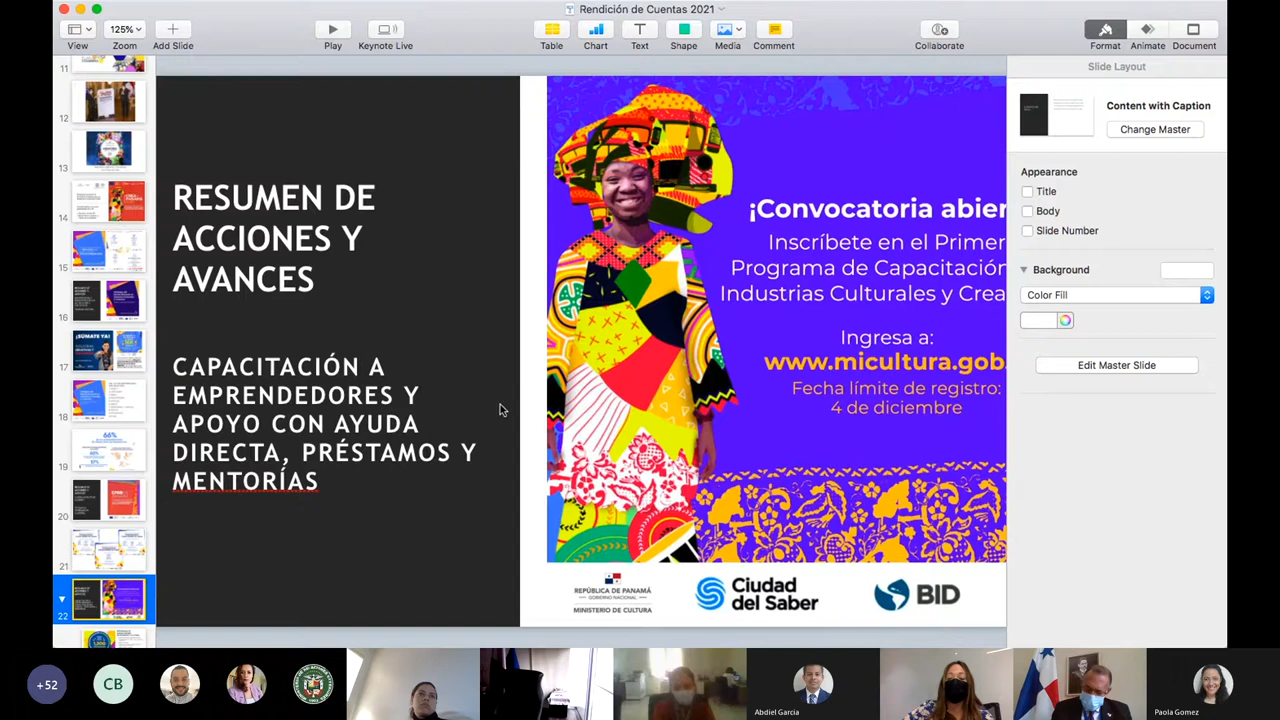 Rendición de Cuentas 2021
125%
View
Zoom
Add Slide
Play
Keynote Live
Table
Chart
Text
Shape
Media
Comment
Collaborate
Format
Animate
Document
11
12
13
14
15
16
17
18
19
20
21
22
¡SÚMATE YA!
66%
RESUMEN DE
ACCIONES Y
AVANCES
CAPACITACIÓN A
EMPRENDEDORES Y
APOYO CON AYUDA
DIRECTA, PRÉSTAMOS Y
MENTORÍAS
¡Convocatoria abier
Inscríbete en el Primer
Programa de Capacitación
Industrias Culturales y Crea
Ingresa a:
www.micultura.gob.
Fecha límite de registro:
4 de diciembre
REPÚBLICA DE PANAMÁ
GOBIERNO NACIONAL
MINISTERIO DE CULTURA
Ciudad
del Saber
BID
Slide Layout
Content with Caption
Change Master
Appearance
Title
Body
Slide Number
Background
Color Fill
Edit Master Slide
+52
CB
Abdiel Garcia
Paola Gomez